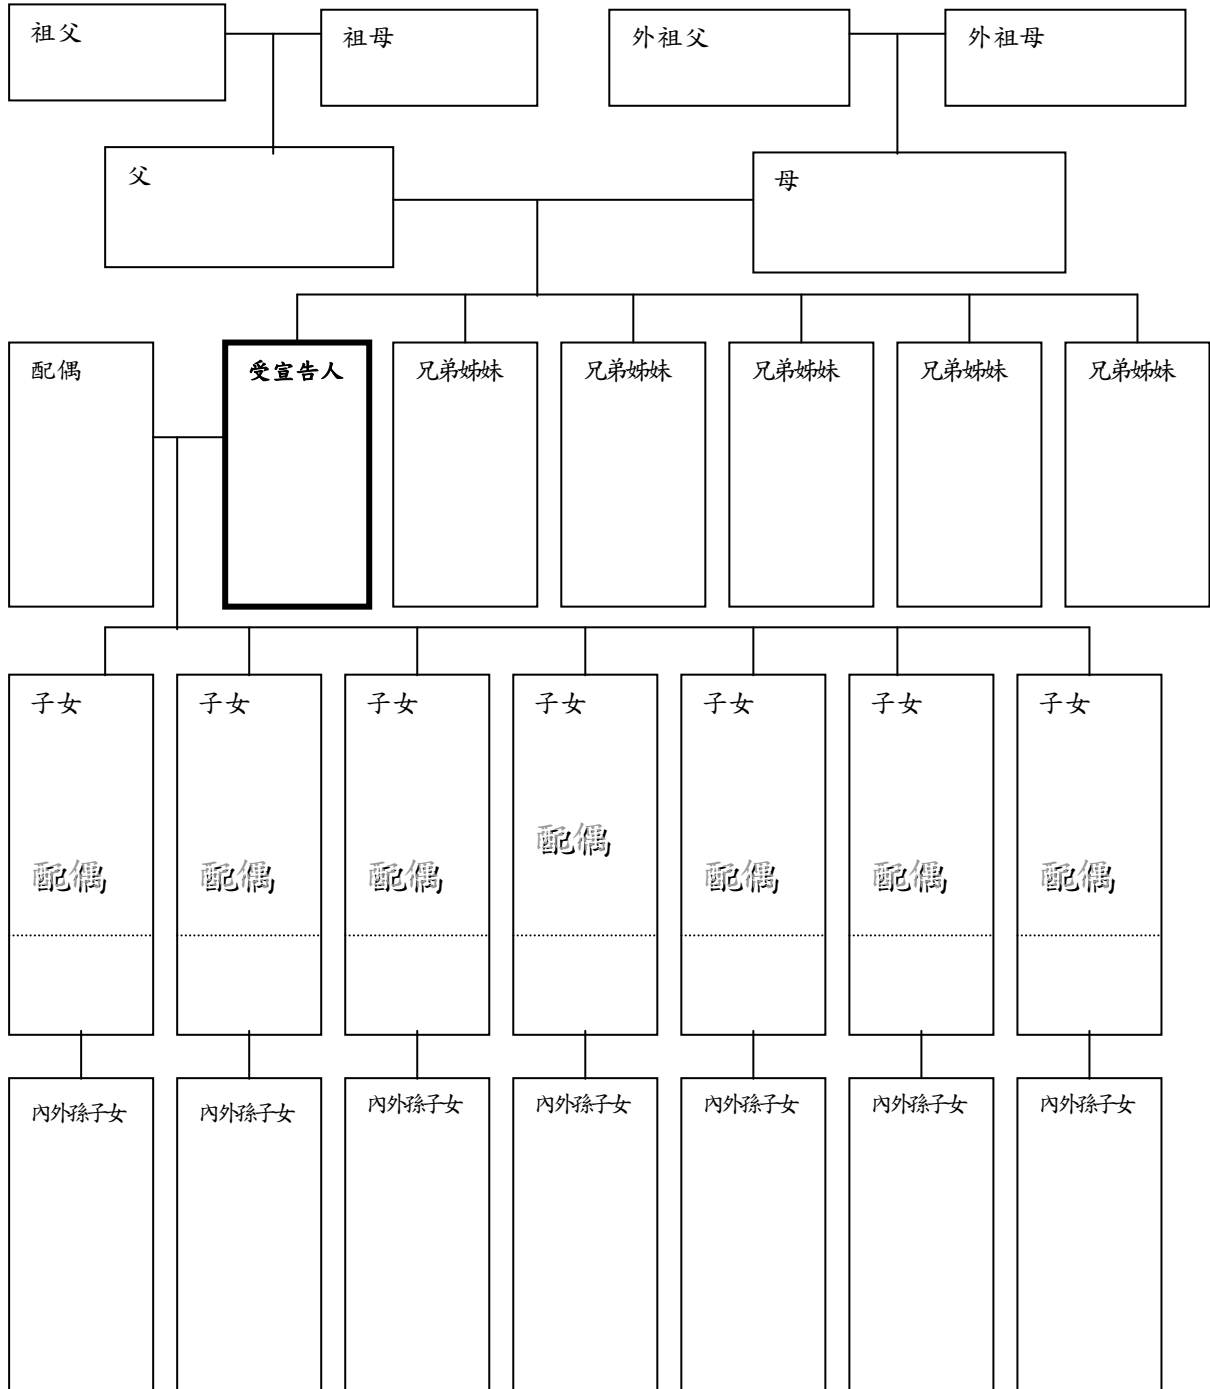 祖父
祖母
外祖父
外祖母
父
母
配偶
受宣告人
兄弟姊妹
兄弟姊妹
兄弟姊妹
兄弟姊妹
兄弟姊妹
子女
子女
子女
子女
子女
子女
子女
配偶
配偶
配偶
配偶
配偶
配偶
配偶
內外孫子女
內外孫子女
內外孫子女
內外孫子女
內外孫子女
內外孫子女
內外孫子女